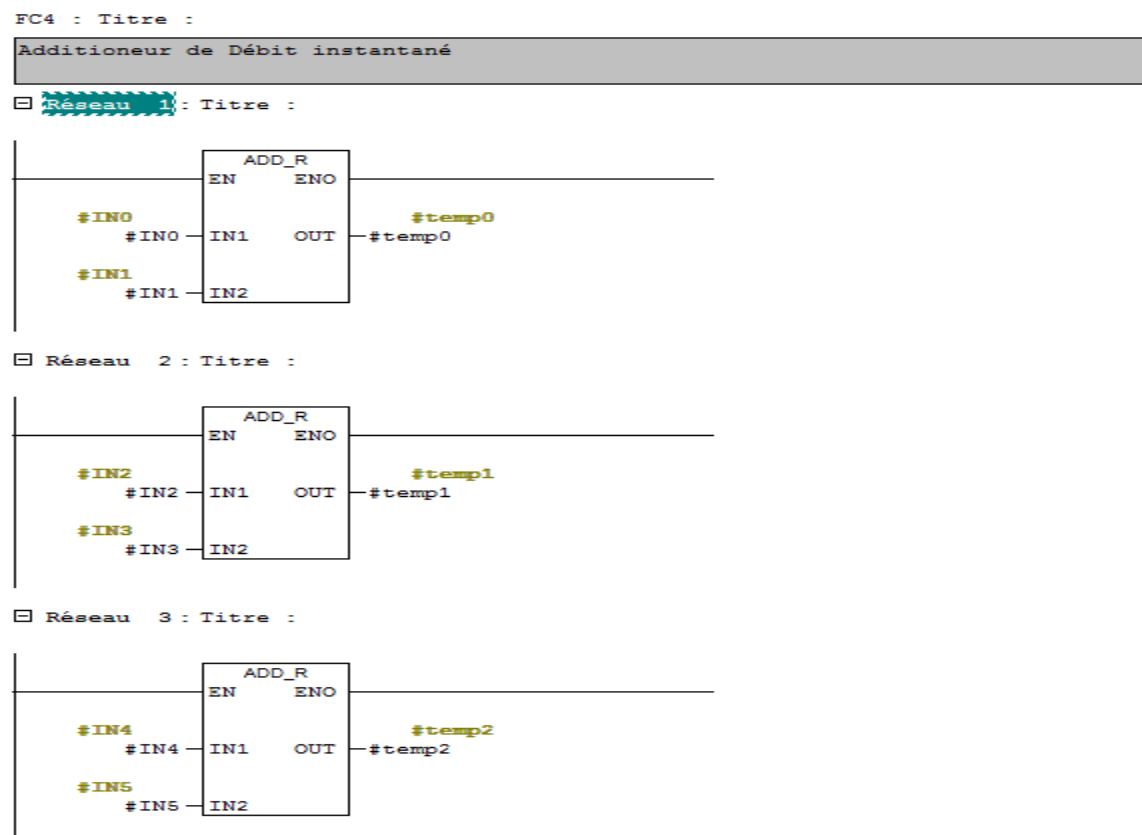 FC4 : Titre :
Additioneur de Débit instantané
Réseau 1 : Titre :
ADD_R
EN ENO
#IN0 #temp0
#IN0 IN1 OUT #temp0
#IN1
#IN1 IN2
Réseau 2 : Titre :
ADD_R
EN ENO
#IN2 #temp1
#IN2 IN1 OUT #temp1
#IN3
#IN3 IN2
Réseau 3 : Titre :
ADD_R
EN ENO
#IN4 #temp2
#IN4 IN1 OUT #temp2
#IN5
#IN5 IN2